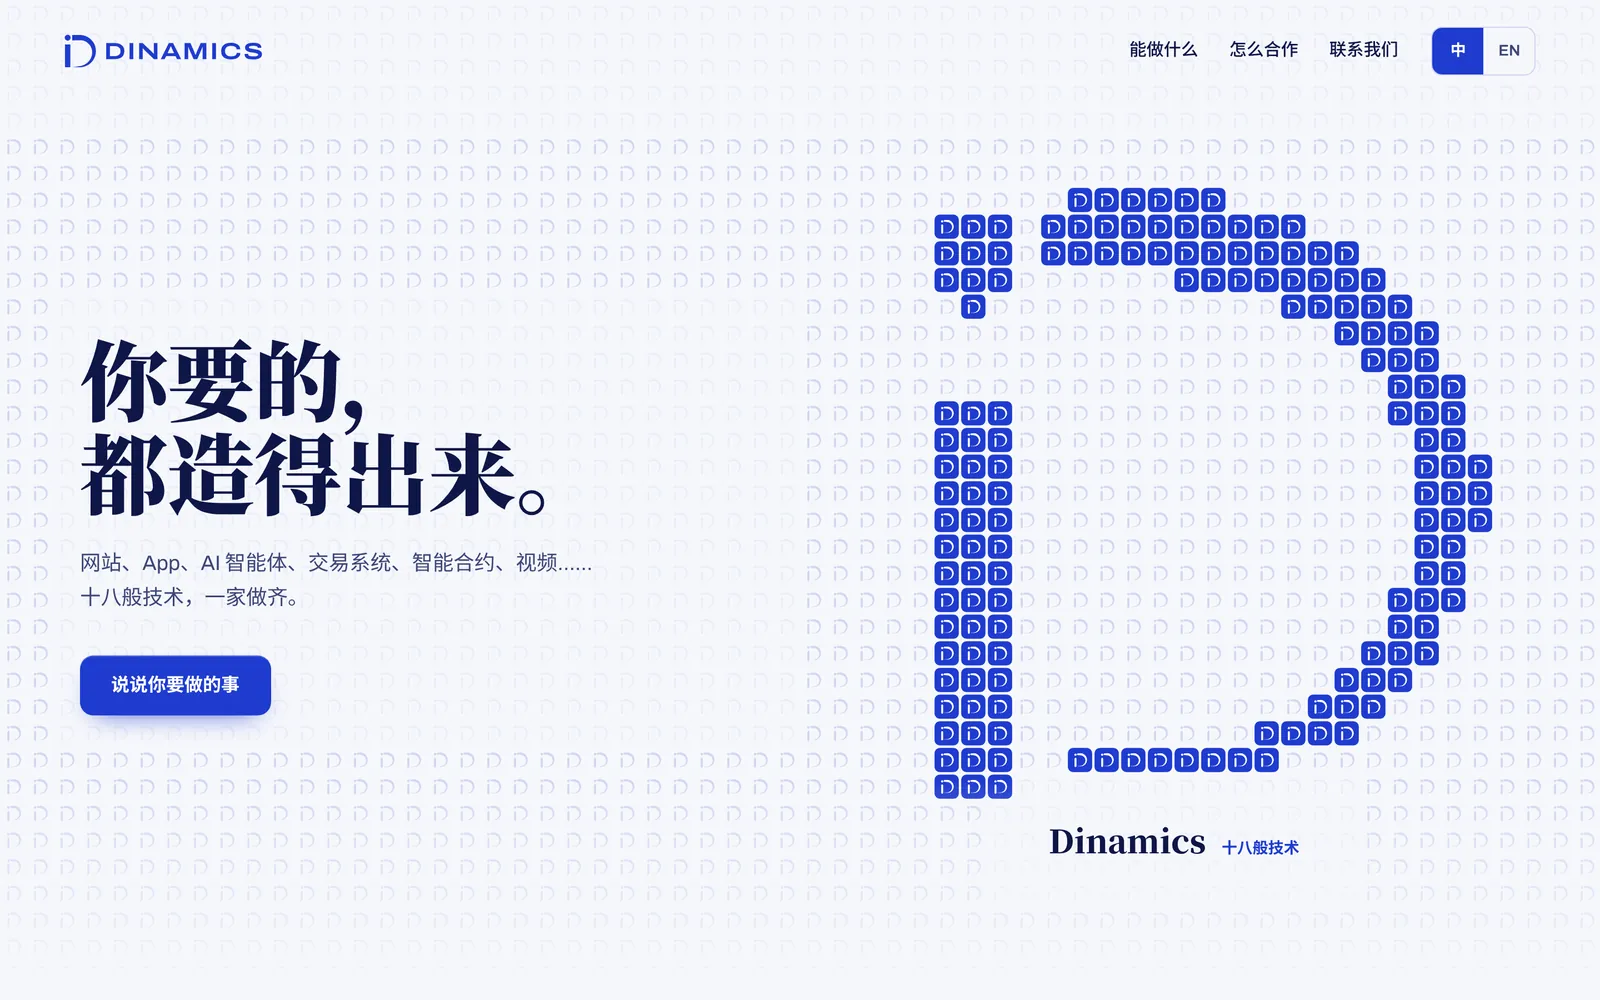 DINAMICS
能做什么
怎么合作
联系我们
中
EN
你要的，
都造得出来。
网站、App、AI 智能体、交易系统、智能合约、视频……
十八般技术，一家做齐。
说说你要做的事
Dinamics 十八般技术